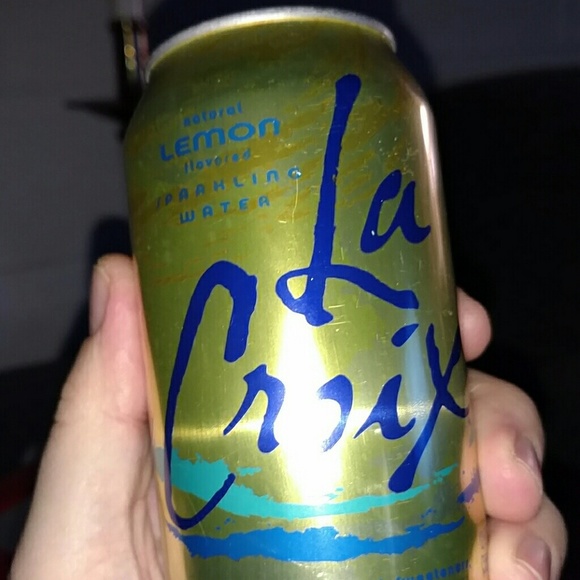 natural
LEMON
flavored
SPARKLING
WATER
La
Croix